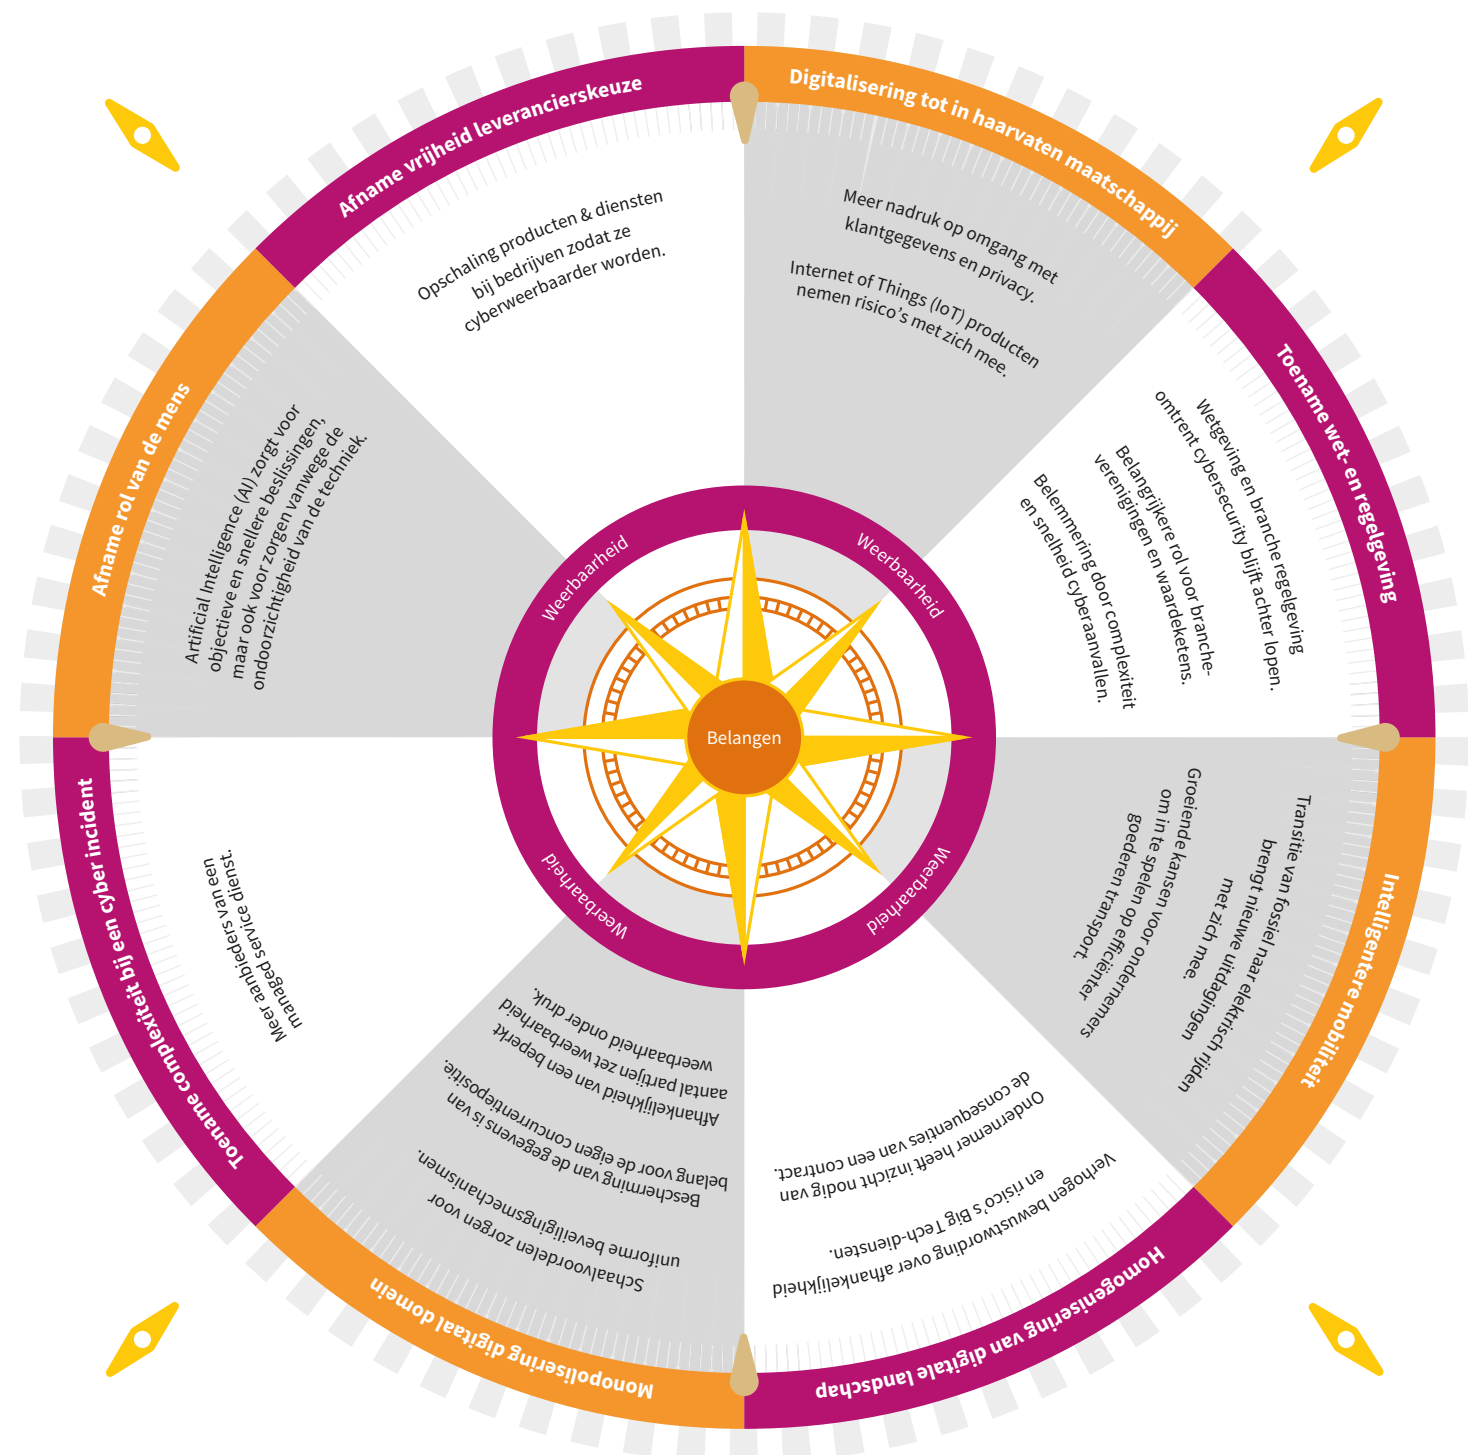 Digitalisering tot in haarvaten maatschappij
Meer nadruk op omgang met
klantgegevens en privacy.
Internet of Things (IoT) producten
nemen risico's met zich mee.
Toename wet- en regelgeving
Wetgeving en branche regelgeving
omtrent cybersecurity blijft achter lopen.
Belangrijkere rol voor branche-
verenigingen en waardeketens.
Belemmering door complexiteit
en snelheid cyberaanvallen.
Intelligentere mobiliteit
Transitie van fossiel naar elektrisch rijden
brengt nieuwe uitdagingen
met zich mee.
Groeiende kansen voor ondernemers
om in te spelen op efficiënter
goederen transport.
Homogenisering van digitale landschap
Verhogen bewustwording over afhankelijkheid
en risico's Big Tech-diensten.
Ondernemer heeft inzicht nodig van
de consequenties van een contract.
Monopolisering digitaal domein
Schaalvoordelen zorgen voor
uniforme beveiligingsmechanismen.
Bescherming van de gegevens is van
belang voor de eigen concurrentiepositie.
Afhankelijkheid van een beperkt
aantal partijen zet weerbaarheid
weerbaarheid onder druk.
Toename complexiteit bij een cyber incident
Meer aanbieders van een
managed service dienst.
Afname rol van de mens
Artificial Intelligence (AI) zorgt voor
objectieve en snellere beslissingen,
maar ook voor zorgen vanwege de
ondoorzichtigheid van de techniek.
Afname vrijheid leverancierskeuze
Opschaling producten & diensten
bij bedrijven zodat ze
cyberweerbaarder worden.
Weerbaarheid
Weerbaarheid
Weerbaarheid
Weerbaarheid
Belangen